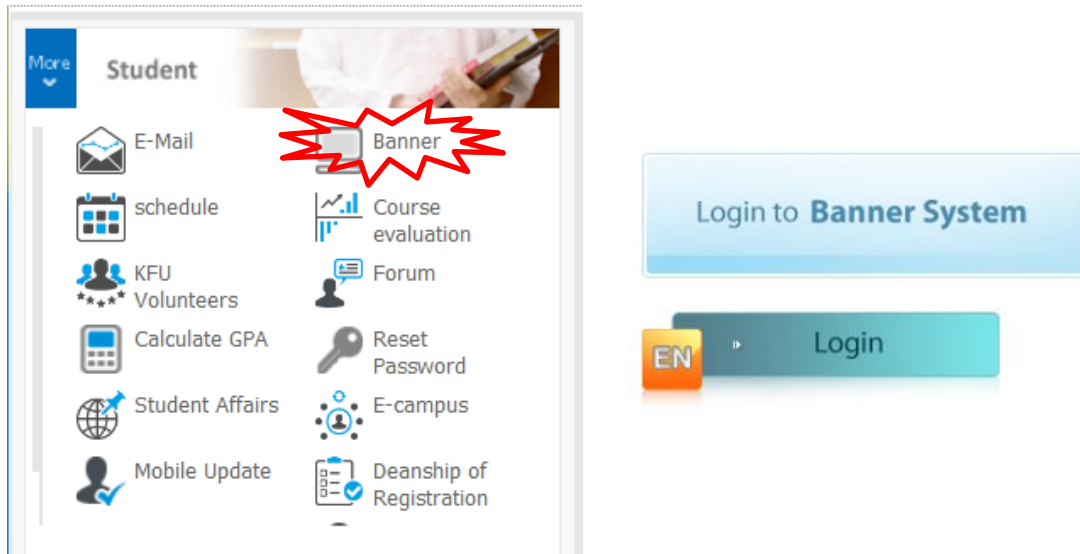 More
Student
E-Mail
Banner
schedule
Course
evaluation
KFU
Volunteers
Forum
Calculate GPA
Reset
Password
Student Affairs
E-campus
Mobile Update
Deanship of
Registration
Login to Banner System
EN
Login